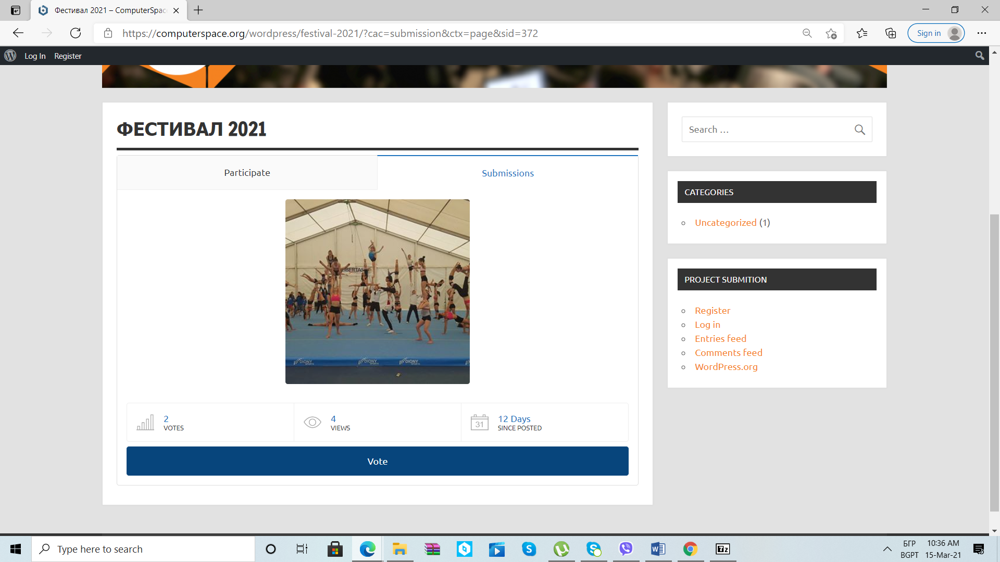 Фестивал 2021 – ComputerSpac
https://computerspace.org/wordpress/festival-2021/?cac=submission&ctx=page&sid=372
Sign in
Log In
Register
ФЕСТИВАЛ 2021
Participate
Submissions
DIONY
DIONY
DIONY
2
VOTES
4
VIEWS
31
12 Days
SINCE POSTED
Vote
Search …
CATEGORIES
Uncategorized (1)
PROJECT SUBMITION
Register
Log in
Entries feed
Comments feed
WordPress.org
Type here to search
БГР
BGPT
10:36 AM
15-Mar-21